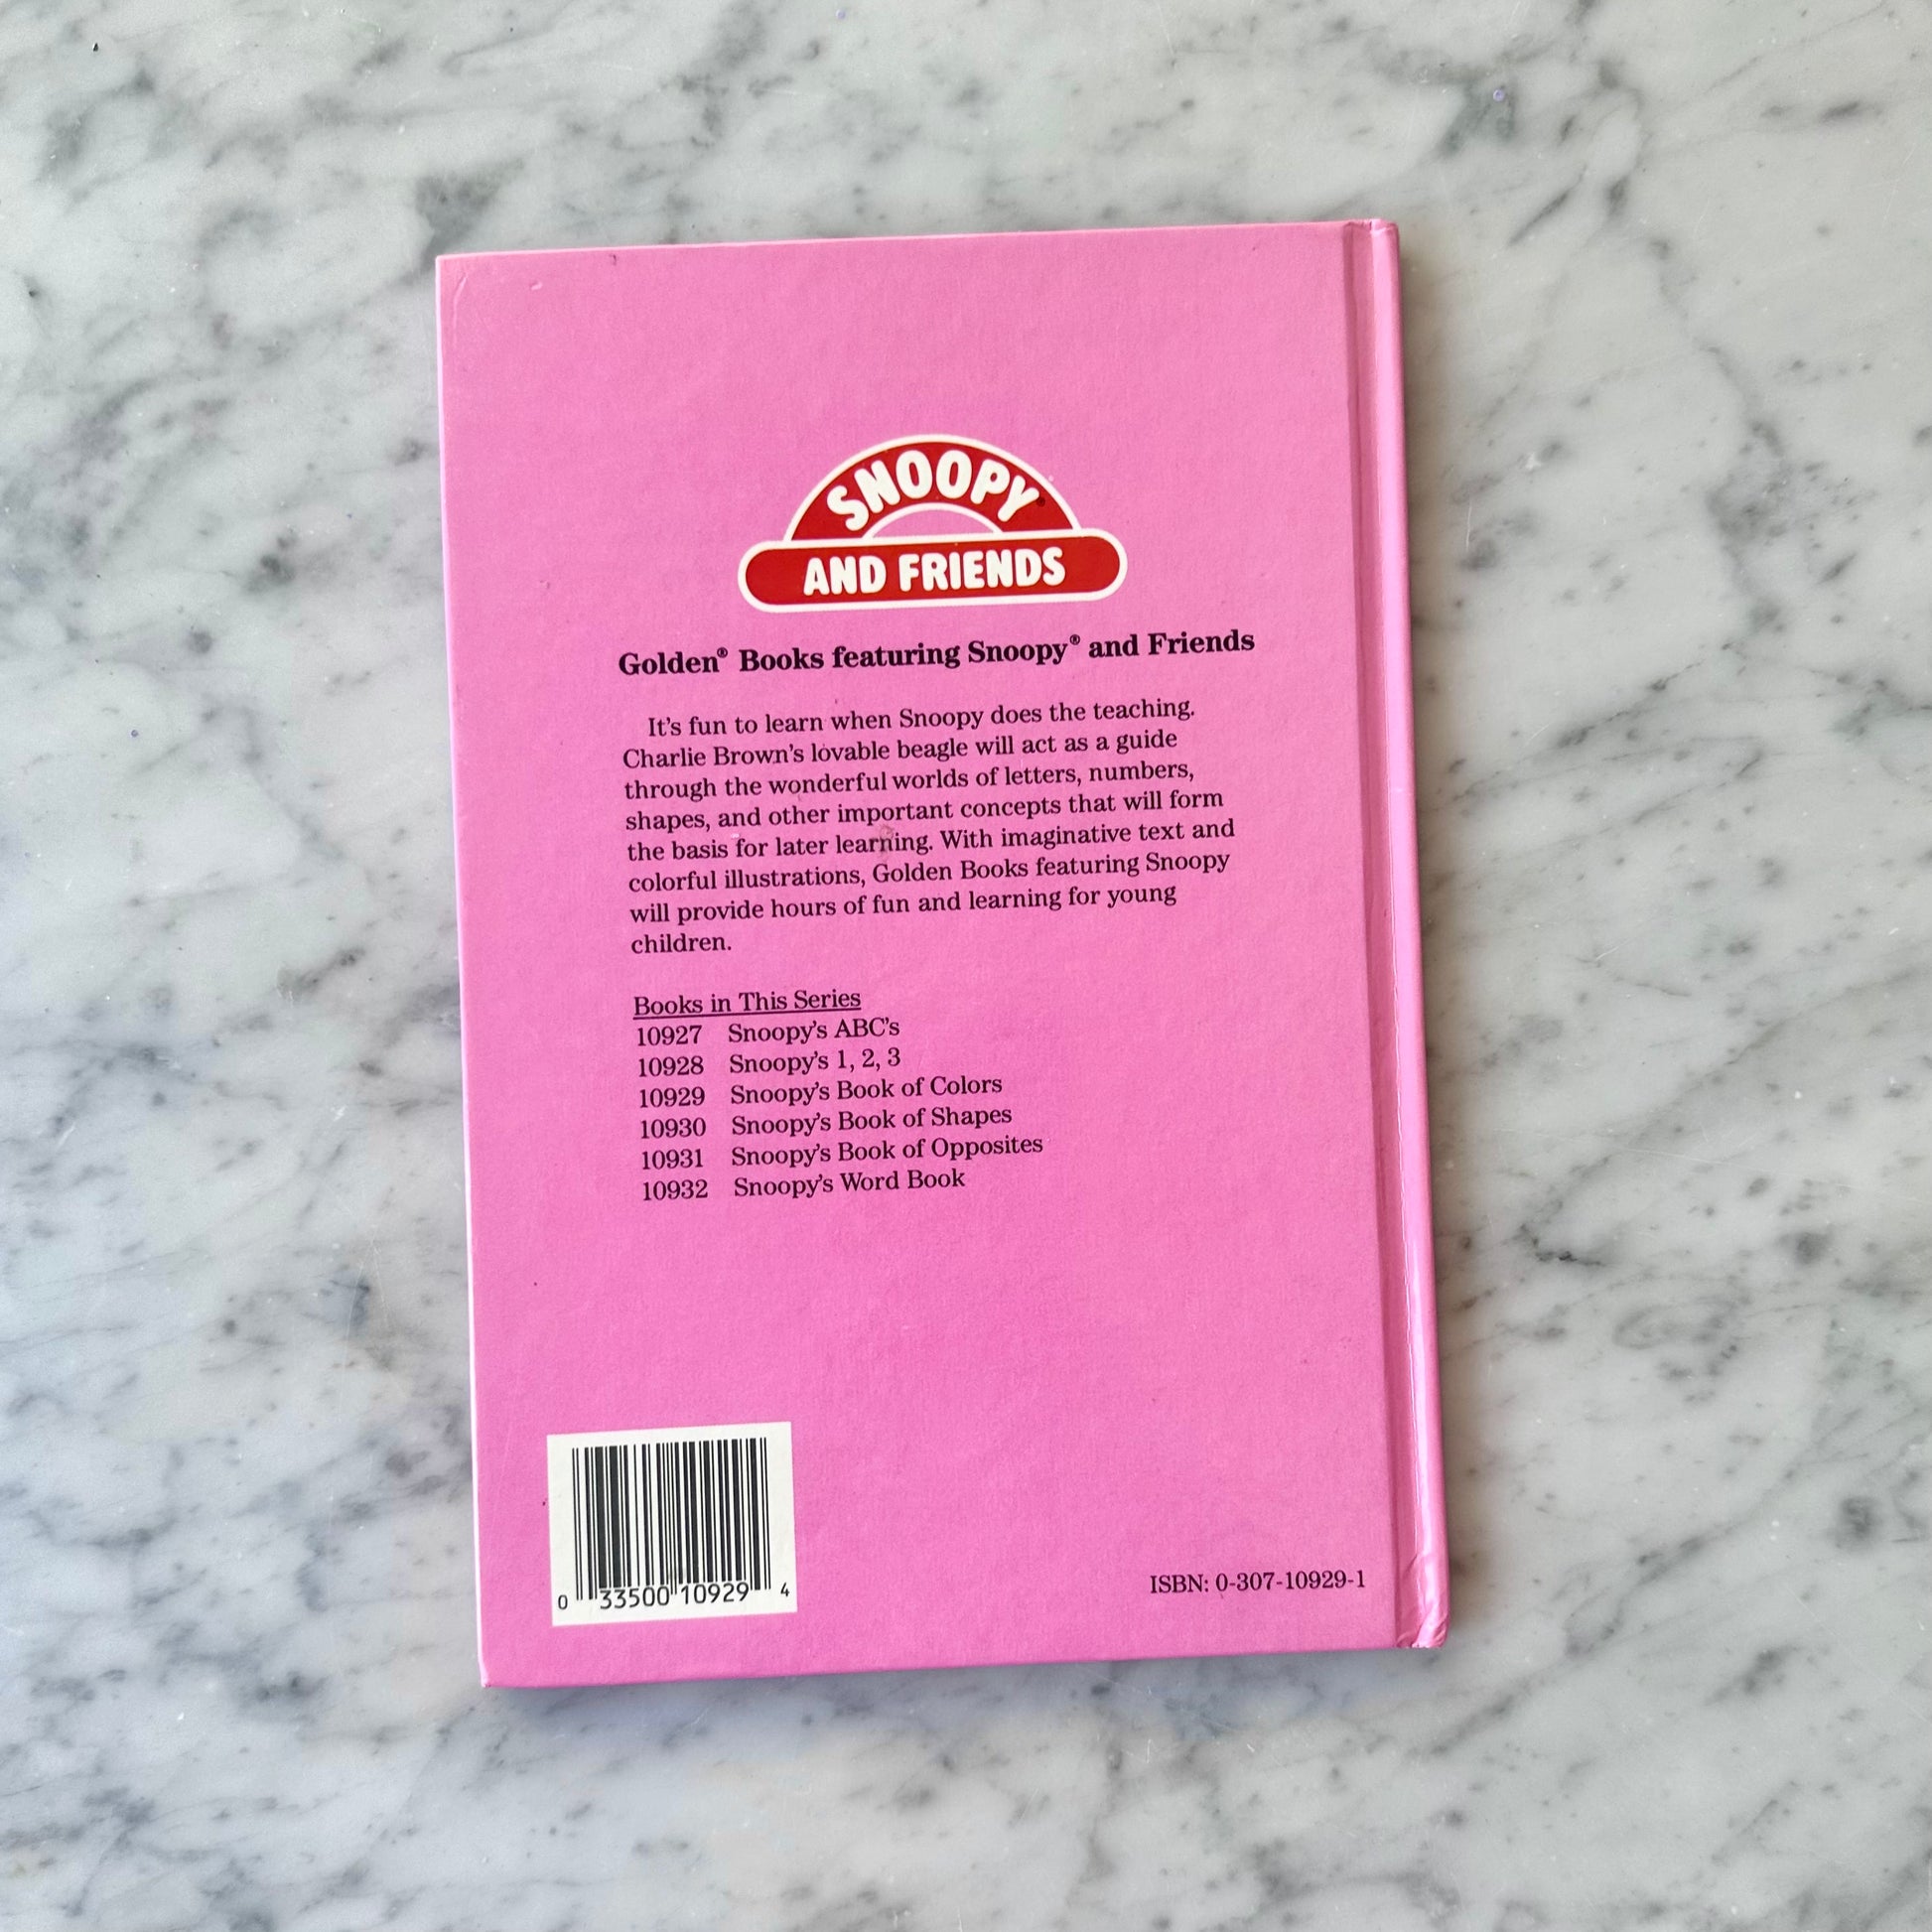 SNOOPY
AND FRIENDS
Golden® Books featuring Snoopy® and Friends
It's fun to learn when Snoopy does the teaching.
Charlie Brown's lovable beagle will act as a guide
through the wonderful worlds of letters, numbers,
shapes, and other important concepts that will form
the basis for later learning. With imaginative text and
colorful illustrations, Golden Books featuring Snoopy
will provide hours of fun and learning for young
children.
Books in This Series
10927 Snoopy's ABC's
10928 Snoopy's 1, 2, 3
10929 Snoopy's Book of Colors
10930 Snoopy's Book of Shapes
10931 Snoopy's Book of Opposites
10932 Snoopy's Word Book
0 33500 10929 4
ISBN: 0-307-10929-1